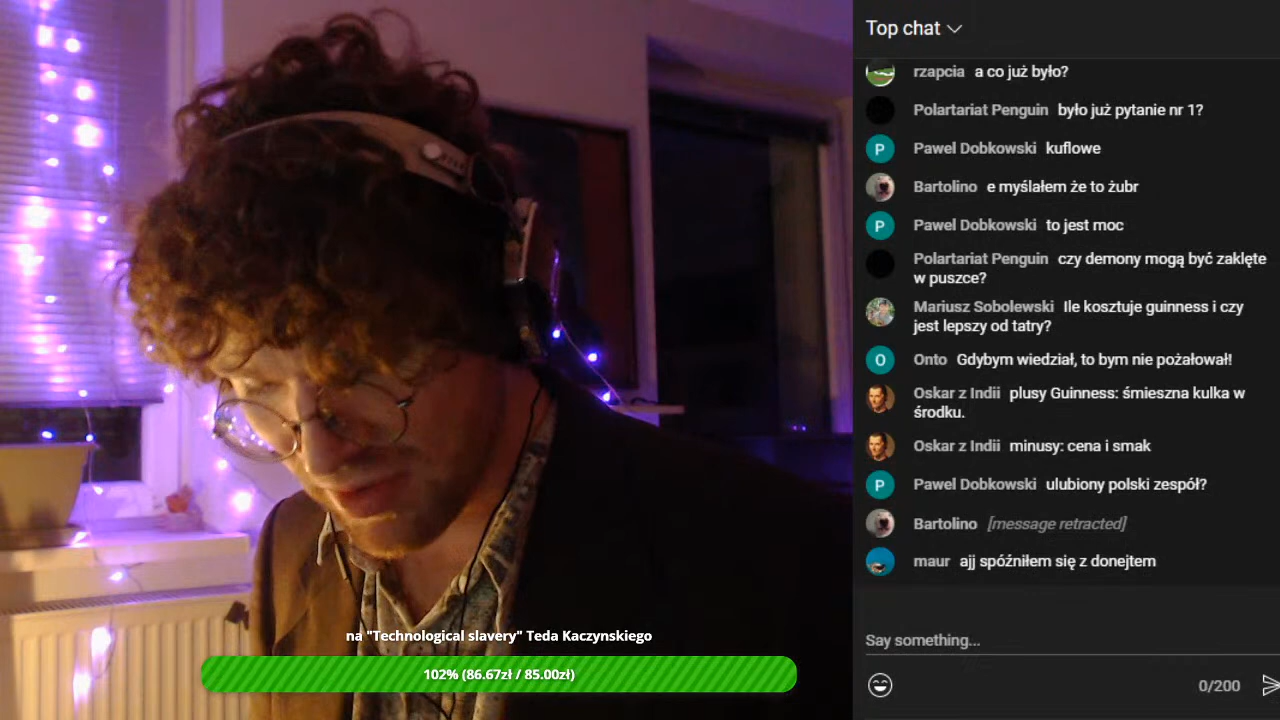 Top chat
rzapcia a co już było?
Polartariat Penguin było już pytanie nr 1?
P Pawel Dobkowski kuflowe
Bartolino e myślałem że to żubr
P Pawel Dobkowski to jest moc
Polartariat Penguin czy demony mogą być zaklęte
w puszce?
Mariusz Sobolewski Ile kosztuje guinness i czy
jest lepszy od tatry?
O Onto Gdybym wiedział, to bym nie pożałował!
Oskar z Indii plusy Guinness: śmieszna kulka w
środku.
Oskar z Indii minusy: cena i smak
P Pawel Dobkowski ulubiony polski zespół?
Bartolino [message retracted]
maur ajj spóźniłem się z donejtem
Say something...
0/200
na "Technological slavery" Teda Kaczynskiego
102% (86.67zł / 85.00zł)